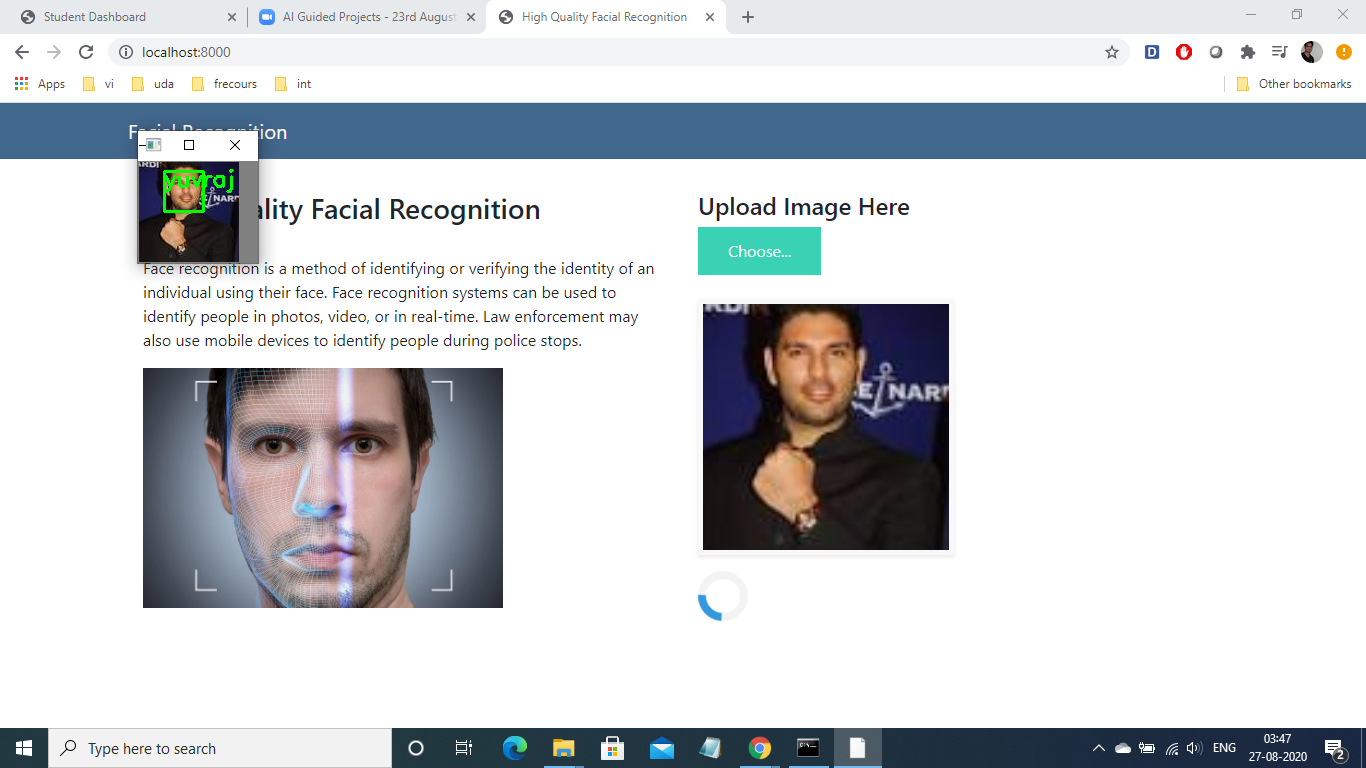 Student Dashboard
AI Guided Projects - 23rd August
High Quality Facial Recognition
localhost:8000
Apps
vi
uda
frecours
int
Other bookmarks
Facial Recognition
yuvraj
NARD
ality Facial Recognition
Face recognition is a method of identifying or verifying the identity of an
individual using their face. Face recognition systems can be used to
identify people in photos, video, or in real-time. Law enforcement may
also use mobile devices to identify people during police stops.
Upload Image Here
Choose...
NARD
Type here to search
ENG
03:47
27-08-2020
2